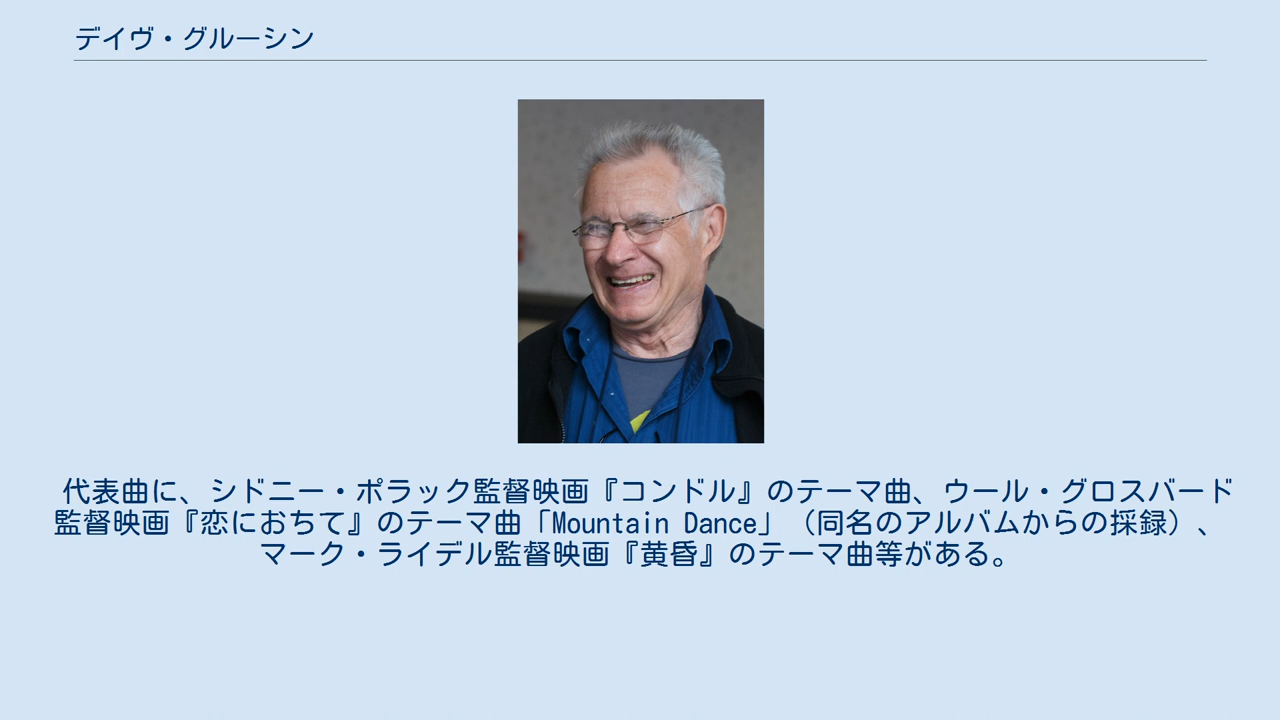 デイヴ・グルーシン
代表曲に、シドニー・ポラック監督映画『コンドル』のテーマ曲、ウール・グロスバード
監督映画『恋におちて』のテーマ曲「Mountain Dance」（同名のアルバムからの採録）、
マーク・ライデル監督映画『黄昏』のテーマ曲等がある。